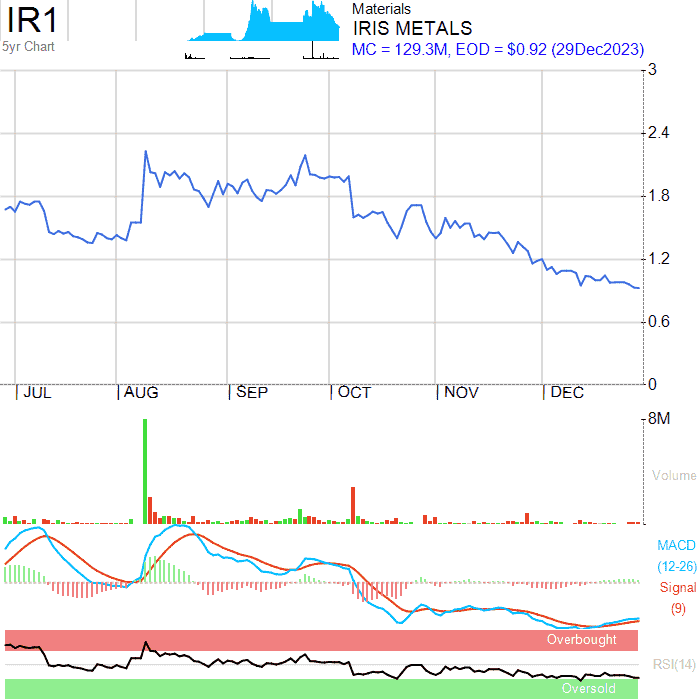 IR1
5yr Chart
Materials
IRIS METALS
MC = 129.3M, EOD = $0.92 (29Dec2023)
3
2.4
1.8
1.2
0.6
0
JUL AUG SEP OCT NOV DEC
8M
Volume
MACD
(12-26)
Signal
(9)
Overbought
RSI(14)
Oversold